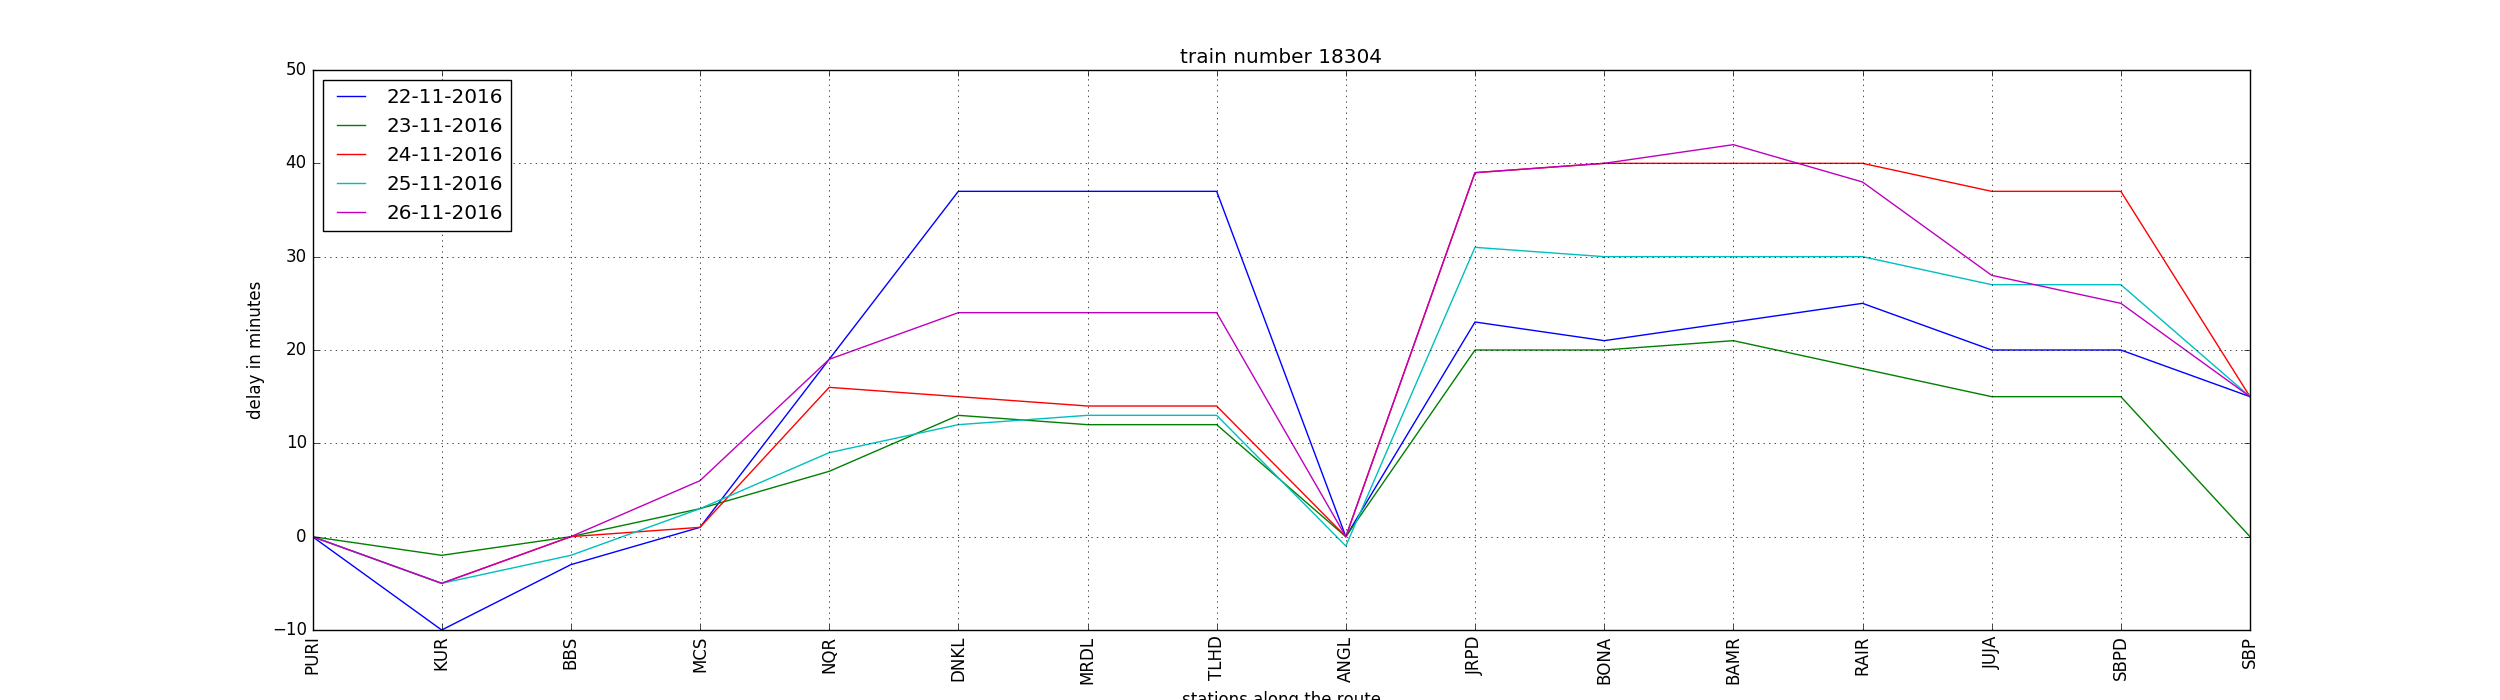 train number 18304
50
40
30
20
10
0
−10
delay in minutes
22-11-2016
23-11-2016
24-11-2016
25-11-2016
26-11-2016
PURI
KUR
BBS
MCS
NQR
DNKL
MRDL
TLHD
ANGL
JRPD
BONA
BAMR
RAIR
JUJA
SBPD
SBP
stations along the route